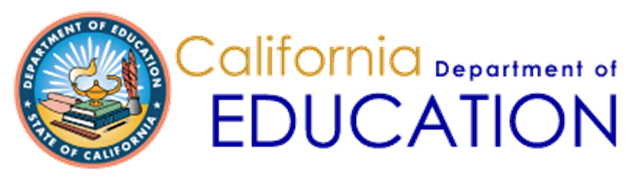 DEPARTMENT OF EDUCATION
STATE OF CALIFORNIA
California Department of
EDUCATION